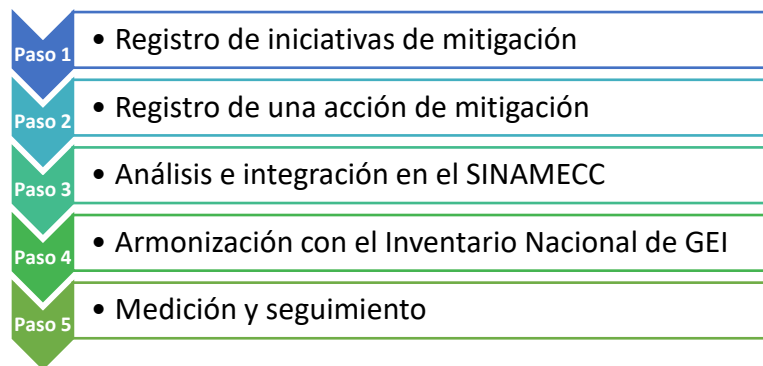 Paso 1 • Registro de iniciativas de mitigación
Paso 2 • Registro de una acción de mitigación
Paso 3 • Análisis e integración en el SINAMECC
Paso 4 • Armonización con el Inventario Nacional de GEI
Paso 5 • Medición y seguimiento